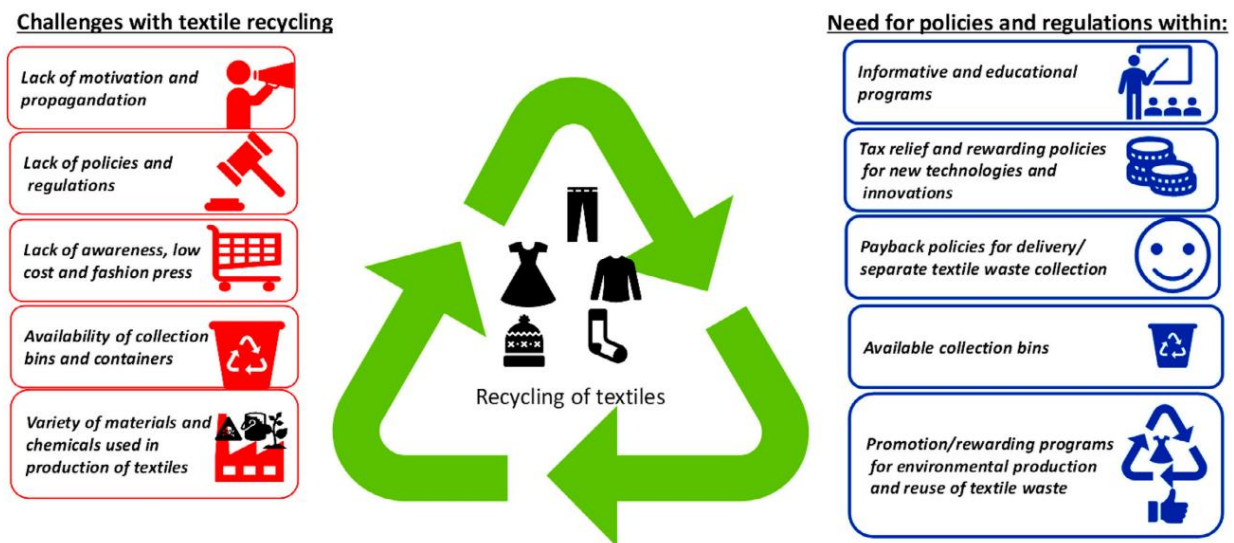 Challenges with textile recycling
Lack of motivation and
propagandation
Lack of policies and
regulations
Lack of awareness, low
cost and fashion press
Availability of collection
bins and containers
Variety of materials and
chemicals used in
production of textiles
Recycling of textiles
Need for policies and regulations within:
Informative and educational
programs
Tax relief and rewarding policies
for new technologies and
innovations
Payback policies for delivery/
separate textile waste collection
Available collection bins
Promotion/rewarding programs
for environmental production
and reuse of textile waste